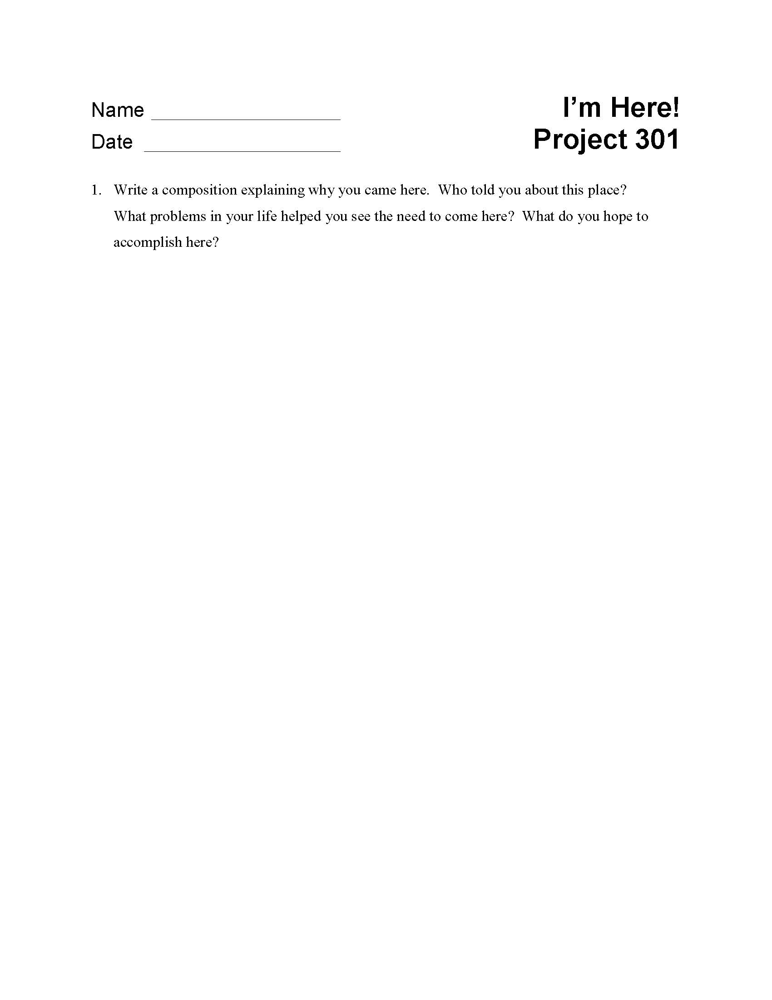 Name _________________ I’m Here!
Date _________________ Project 301
1. Write a composition explaining why you came here. Who told you about this place?
What problems in your life helped you see the need to come here? What do you hope to
accomplish here?